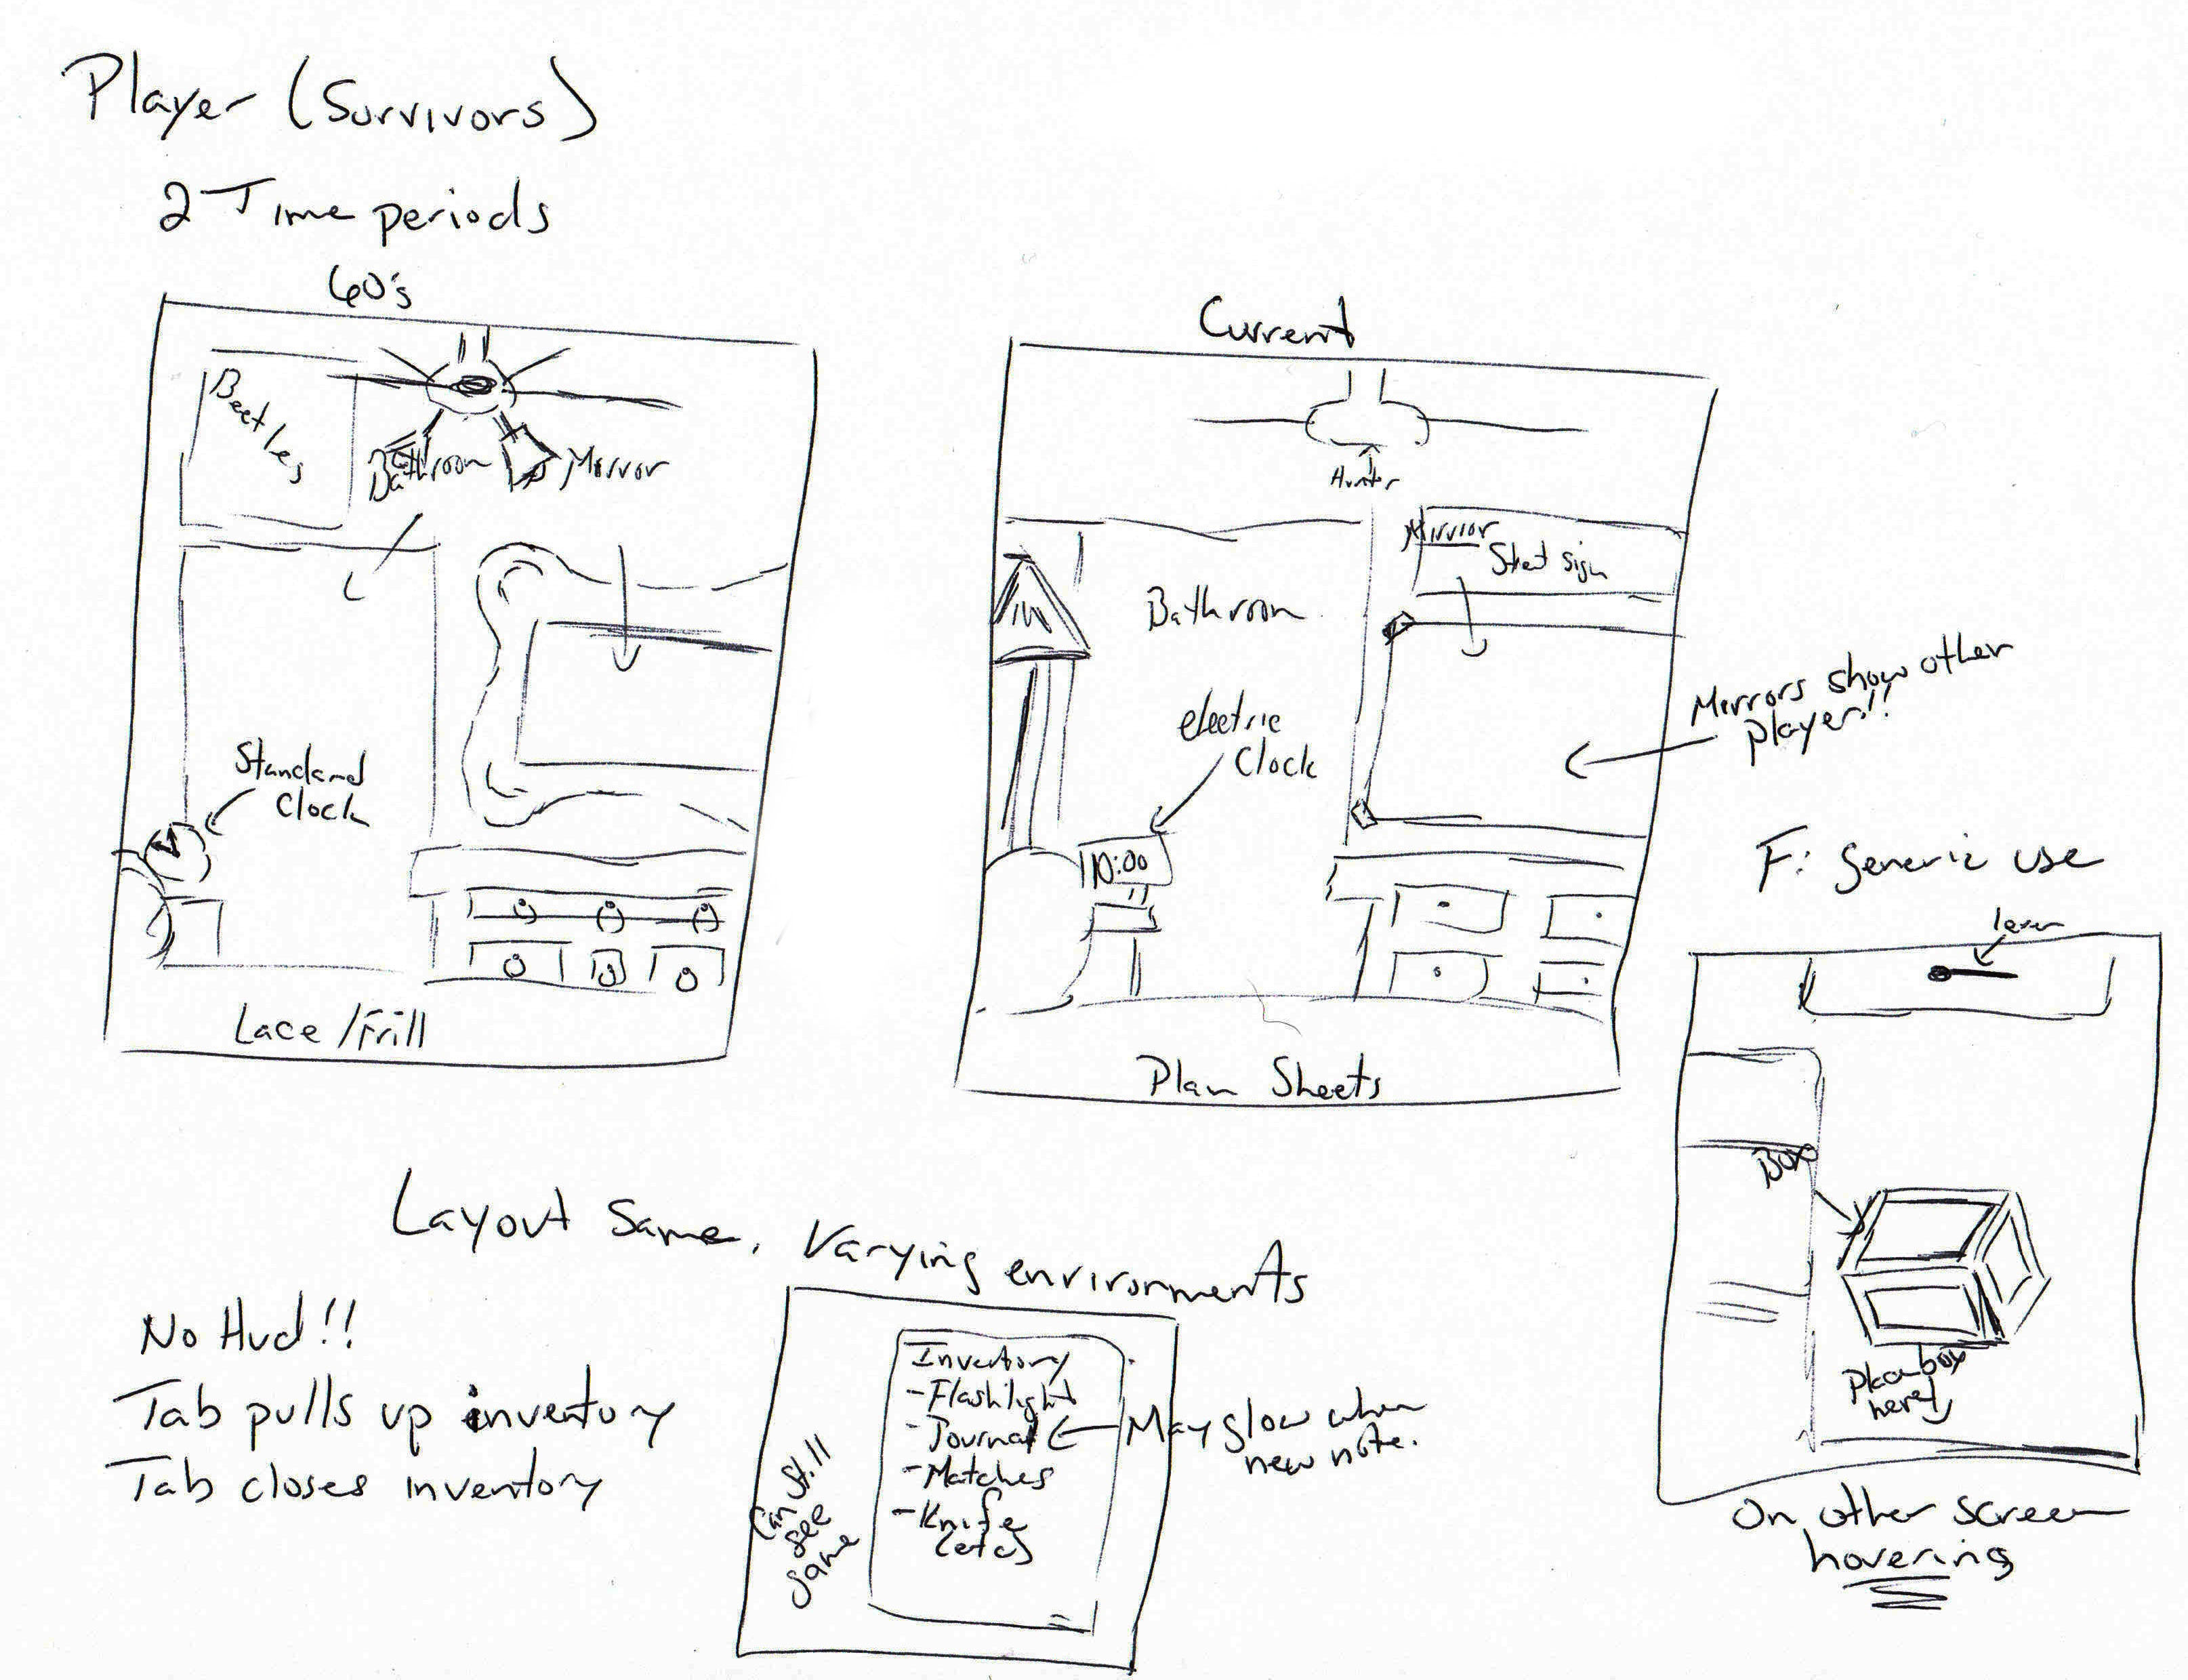 Player (Survivors)
2 Time periods
60's
Beetles
Bathroom
Mirror
Standard
Clock
Lace/Frill
Current
Hunter
Mirrior
Street sign
Bathroom
electric
Clock
10:00
Plain Sheets
Mirrors show other
player!!
F: generic use
lever
Box
Place box
here
On other screen
hovering
Layout Same, Varying environments
No Hud!!
Tab pulls up inventory
Tab closes inventory
Can still
see
game
Inventory
-Flashlight
-Journal
-Matches
-Knife
(etc)
May glow when
new note.